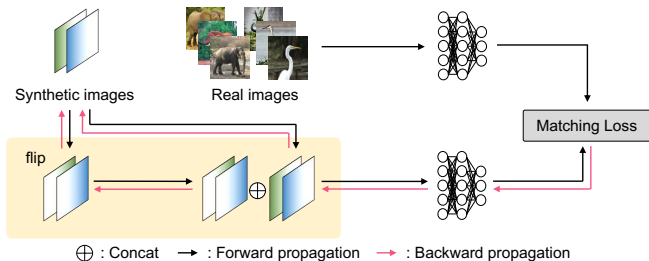 Synthetic images
Real images
Matching Loss
flip
: Concat
: Forward propagation
: Backward propagation